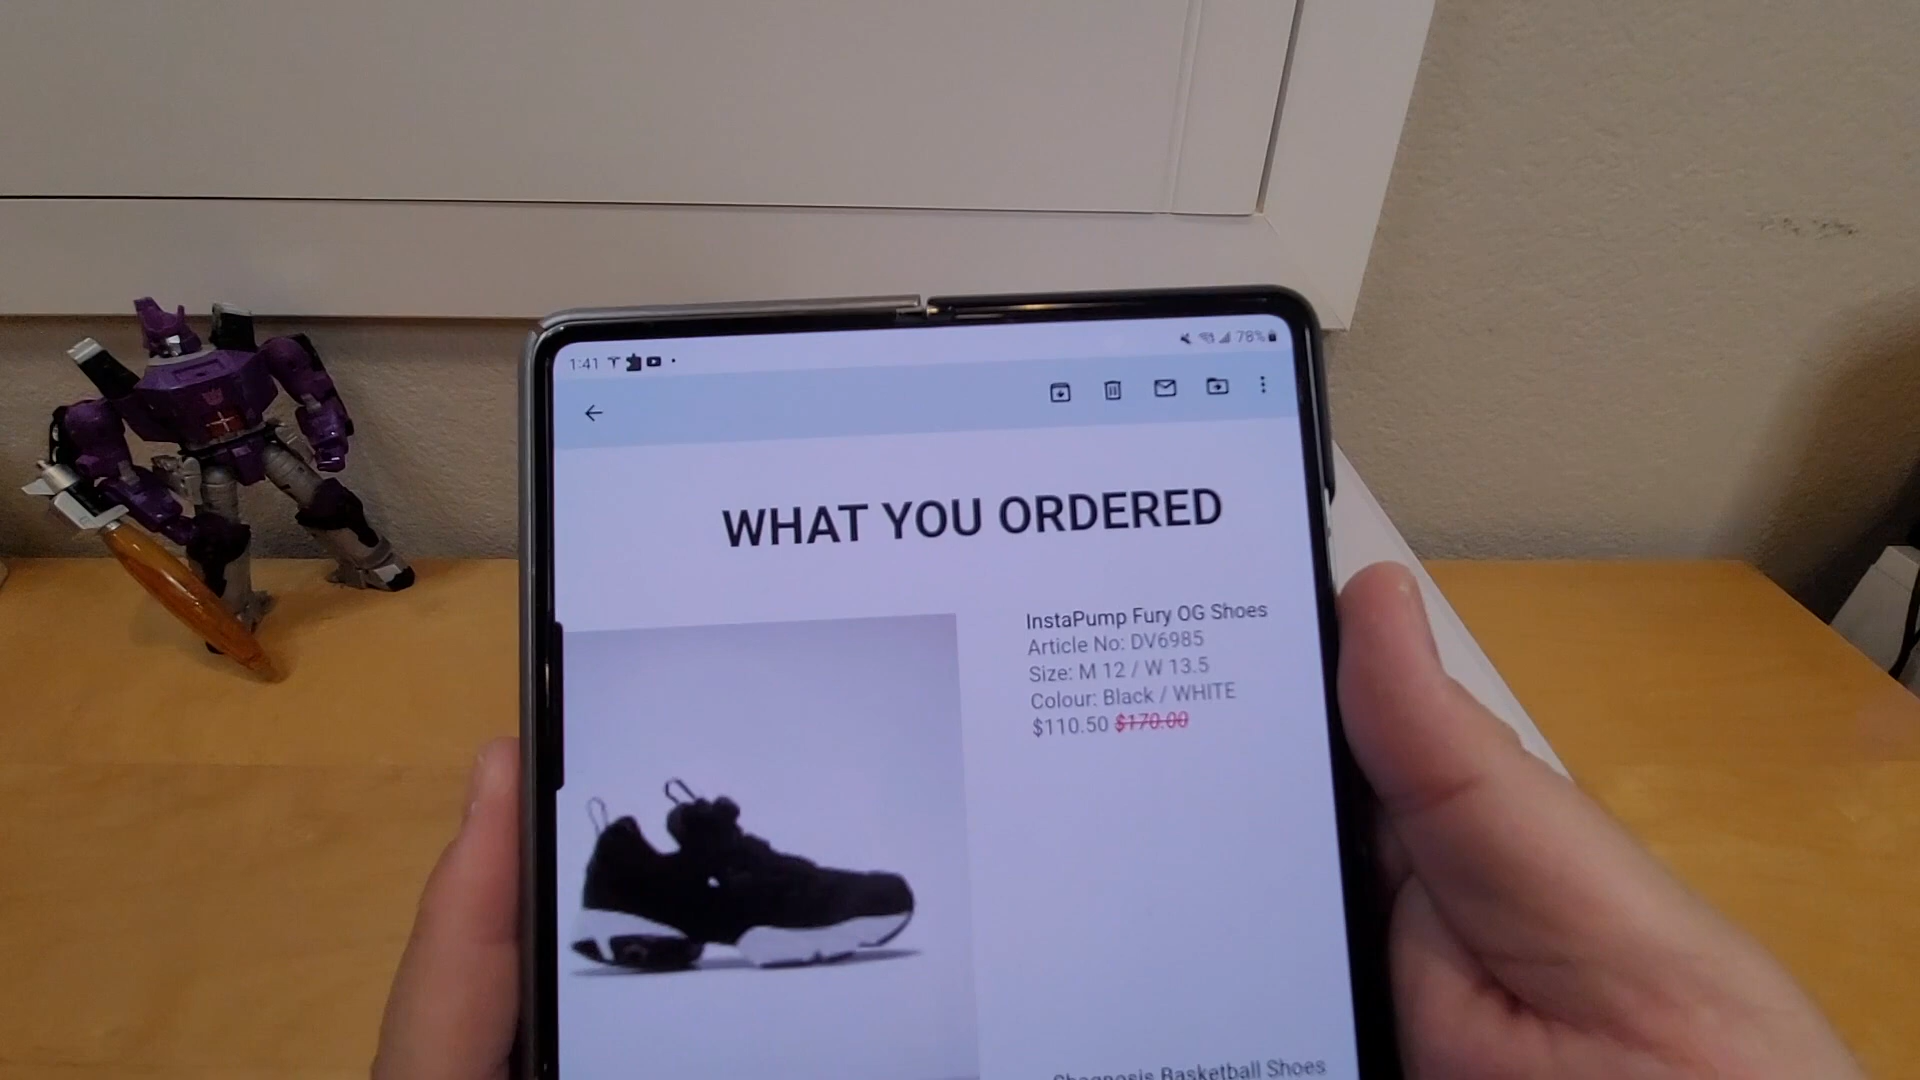 1:41
78%
WHAT YOU ORDERED
InstaPump Fury OG Shoes
Article No: DV6985
Size: M 12 / W 13.5
Colour: Black / WHITE
$110.50 $170.00
Shaqnosis Basketball Shoes